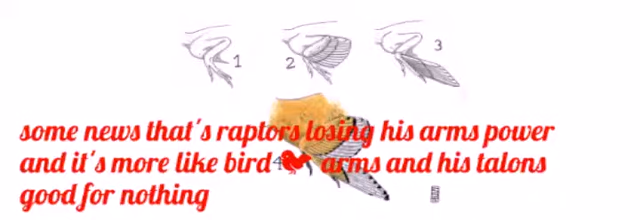 1
2
3
some news that's raptors losing his arms power
and it's more like bird 4 arms and his talons
good for nothing